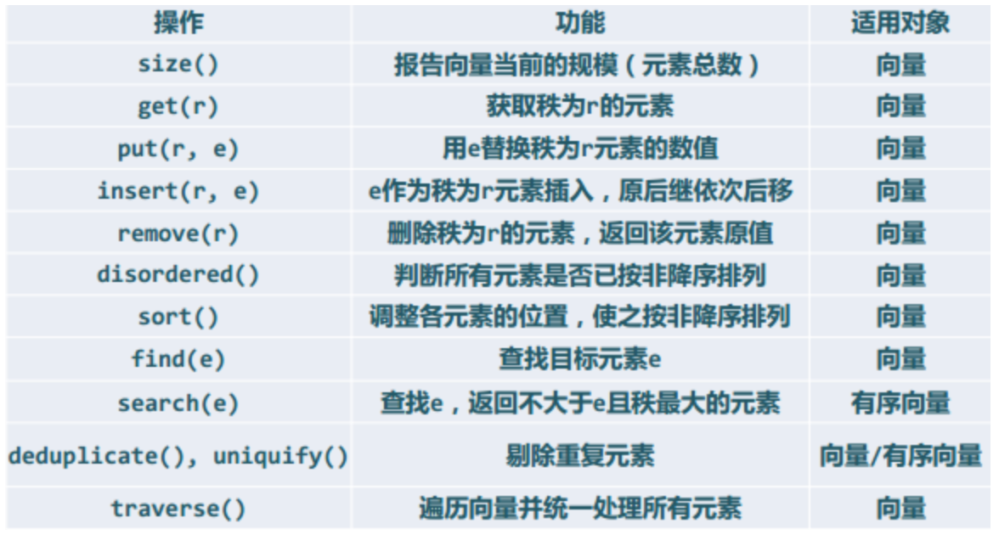 操作 功能 适用对象
size() 报告向量当前的规模（元素总数） 向量
get(r) 获取秩为r的元素 向量
put(r, e) 用e替换秩为r元素的数值 向量
insert(r, e) e作为秩为r元素插入，原后继依次后移 向量
remove(r) 删除秩为r的元素，返回该元素原值 向量
disordered() 判断所有元素是否已按非降序排列 向量
sort() 调整各元素的位置，使之按非降序排列 向量
find(e) 查找目标元素e 向量
search(e) 查找e，返回不大于e且秩最大的元素 有序向量
deduplicate(), uniquify() 剔除重复元素 向量/有序向量
traverse() 遍历向量并统一处理所有元素 向量